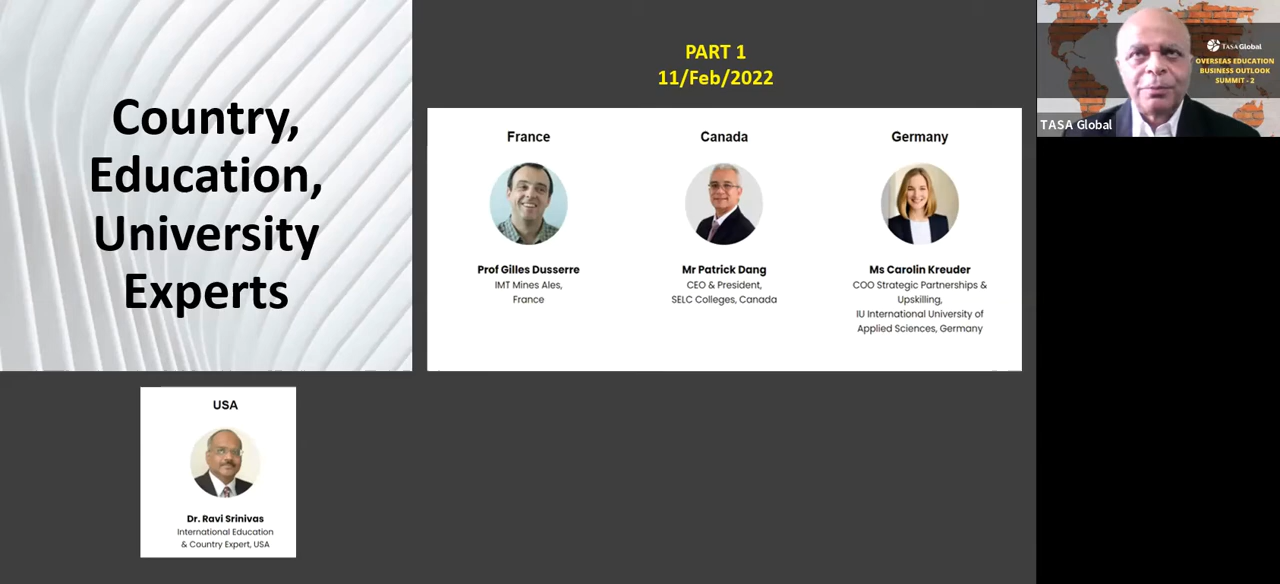 Country,
Education,
University
Experts
PART 1
11/Feb/2022
France
Prof Gilles Dusserre
IMT Mines Ales,
France
Canada
Mr Patrick Dang
CEO & President,
SELC Colleges, Canada
Germany
Ms Carolin Kreuder
COO Strategic Partnerships &
Upskilling,
IU International University of
Applied Sciences, Germany
USA
Dr. Ravi Srinivas
International Education
& Country Expert, USA
TASA Global
OVERSEAS EDUCATION
BUSINESS OUTLOOK
SUMMIT - 2
TASA Global